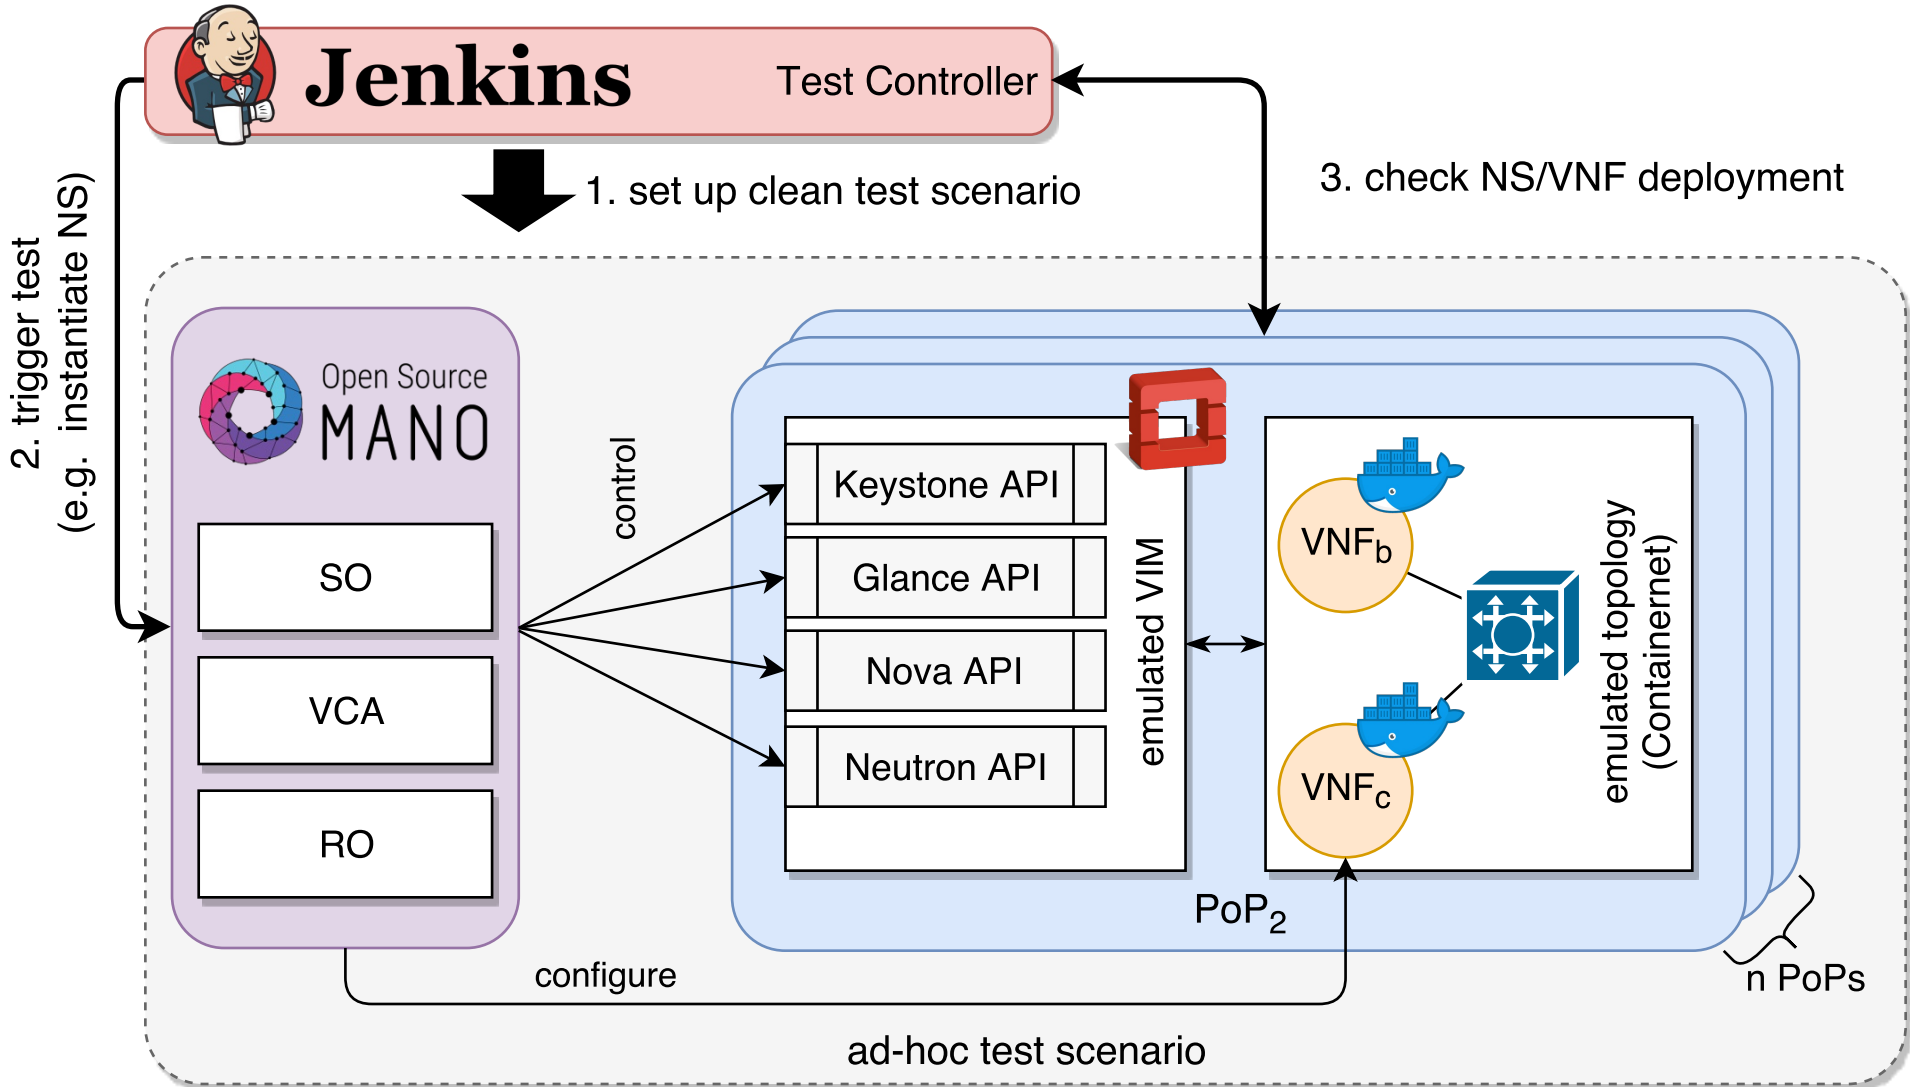 Jenkins
Test Controller
1. set up clean test scenario
3. check NS/VNF deployment
2. trigger test
(e.g. instantiate NS)
Open Source
MANO
SO
VCA
RO
control
Keystone API
Glance API
Nova API
Neutron API
emulated VIM
VNFb
VNFc
emulated topology
(Containernet)
PoP2
n PoPs
configure
ad-hoc test scenario